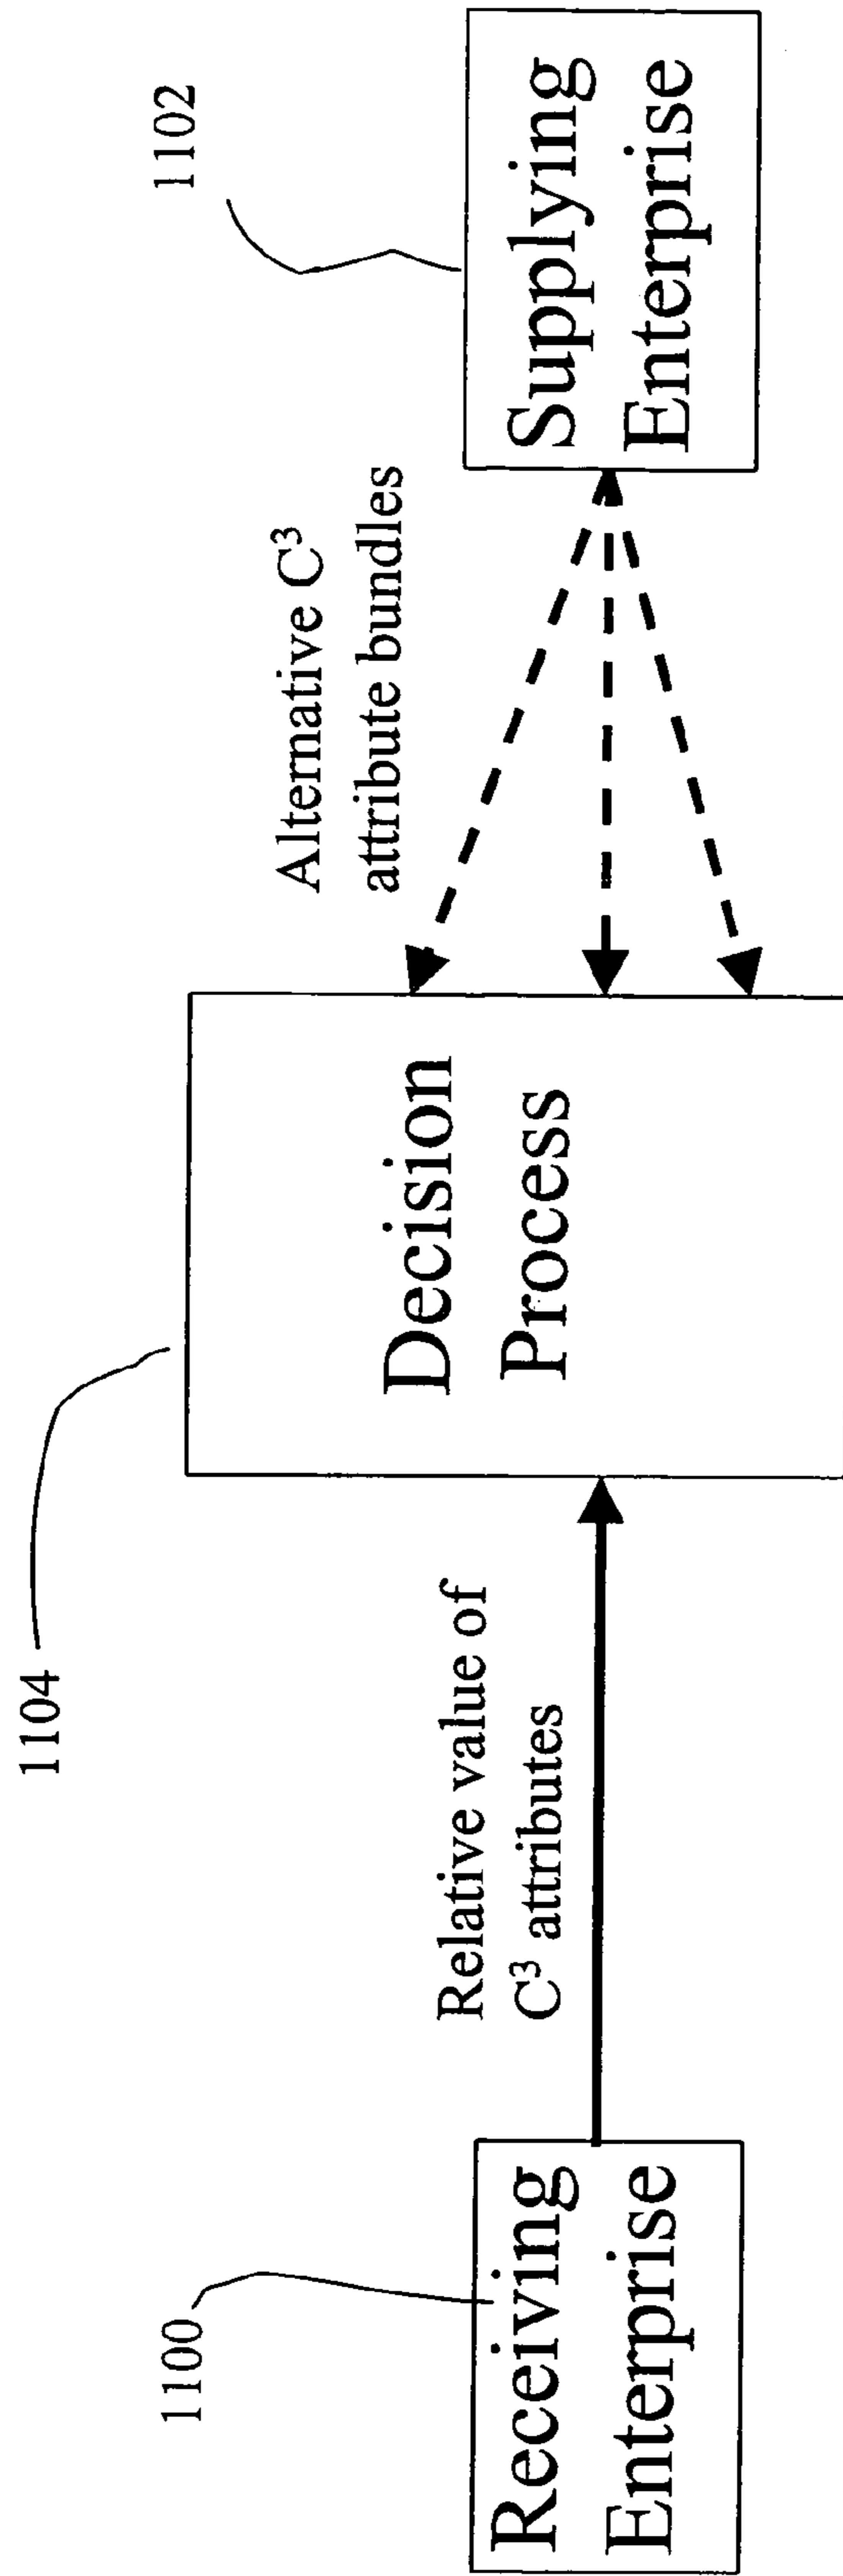 1104
1102
1100
Receiving
Enterprise
Relative value of
C³ attributes
Decision
Process
Alternative C³
attribute bundles
Supplying
Enterprise